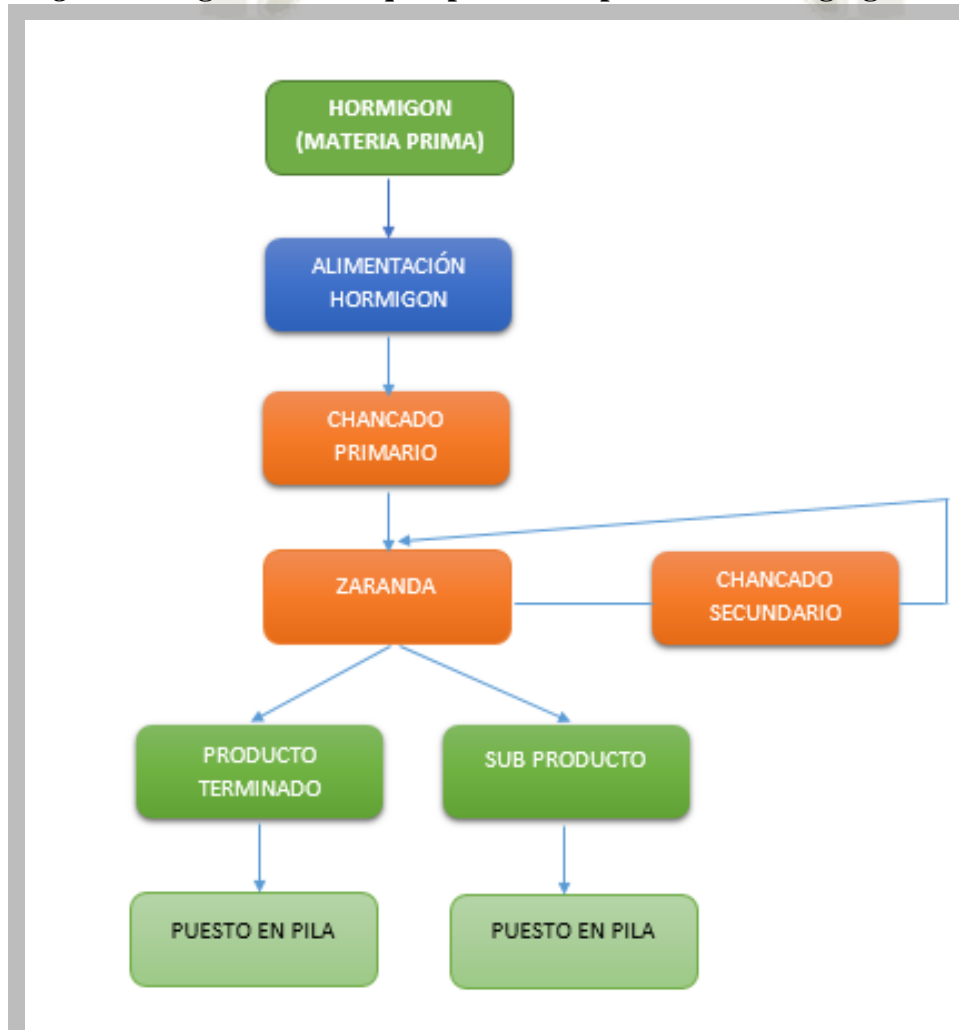 HORMIGON
(MATERIA PRIMA)
ALIMENTACIÓN
HORMIGON
CHANCADO
PRIMARIO
ZARANDA
CHANCADO
SECUNDARIO
PRODUCTO
TERMINADO
SUB PRODUCTO
PUESTO EN PILA
PUESTO EN PILA